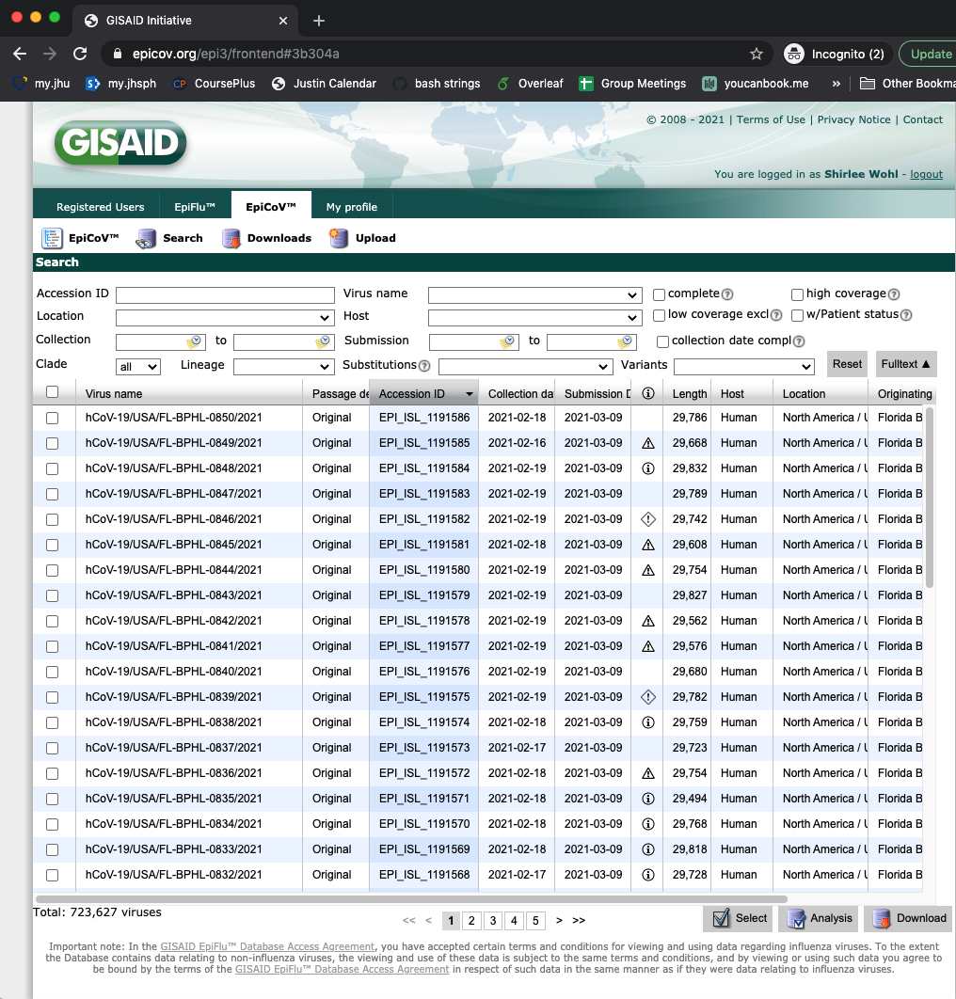 GISAID Initiative
epicov.org/epi3/frontend#3b304a
Incognito (2)
Update
my.jhu
my.jhsph
CP CoursePlus
Justin Calendar
bash strings
Overleaf
Group Meetings
youcanbook.me
»
Other Bookma
GISAID
© 2008 - 2021 | Terms of Use | Privacy Notice | Contact
You are logged in as Shirlee Wohl - logout
Registered Users EpiFlu™ EpiCoV™ My profile
EpiCoV™ Search Downloads Upload
Search
Accession ID Virus name complete ? high coverage ?
Location Host low coverage excl ? w/Patient status ?
Collection to Submission to collection date compl ?
Clade all Lineage Substitutions ? Variants Reset Fulltext ▲
Virus name Passage de Accession ID Collection da Submission D i Length Host Location Originating
hCoV-19/USA/FL-BPHL-0850/2021 Original EPI_ISL_1191586 2021-02-18 2021-03-09 29,786 Human North America / U Florida B
hCoV-19/USA/FL-BPHL-0849/2021 Original EPI_ISL_1191585 2021-02-16 2021-03-09 29,668 Human North America / U Florida B
hCoV-19/USA/FL-BPHL-0848/2021 Original EPI_ISL_1191584 2021-02-19 2021-03-09 29,832 Human North America / U Florida B
hCoV-19/USA/FL-BPHL-0847/2021 Original EPI_ISL_1191583 2021-02-19 2021-03-09 29,789 Human North America / U Florida B
hCoV-19/USA/FL-BPHL-0846/2021 Original EPI_ISL_1191582 2021-02-19 2021-03-09 29,742 Human North America / U Florida B
hCoV-19/USA/FL-BPHL-0845/2021 Original EPI_ISL_1191581 2021-02-18 2021-03-09 29,608 Human North America / U Florida B
hCoV-19/USA/FL-BPHL-0844/2021 Original EPI_ISL_1191580 2021-02-19 2021-03-09 29,754 Human North America / U Florida B
hCoV-19/USA/FL-BPHL-0843/2021 Original EPI_ISL_1191579 2021-02-19 2021-03-09 29,827 Human North America / U Florida B
hCoV-19/USA/FL-BPHL-0842/2021 Original EPI_ISL_1191578 2021-02-19 2021-03-09 29,562 Human North America / U Florida B
hCoV-19/USA/FL-BPHL-0841/2021 Original EPI_ISL_1191577 2021-02-19 2021-03-09 29,576 Human North America / U Florida B
hCoV-19/USA/FL-BPHL-0840/2021 Original EPI_ISL_1191576 2021-02-19 2021-03-09 29,680 Human North America / U Florida B
hCoV-19/USA/FL-BPHL-0839/2021 Original EPI_ISL_1191575 2021-02-19 2021-03-09 29,782 Human North America / U Florida B
hCoV-19/USA/FL-BPHL-0838/2021 Original EPI_ISL_1191574 2021-02-18 2021-03-09 29,759 Human North America / U Florida B
hCoV-19/USA/FL-BPHL-0837/2021 Original EPI_ISL_1191573 2021-02-17 2021-03-09 29,723 Human North America / U Florida B
hCoV-19/USA/FL-BPHL-0836/2021 Original EPI_ISL_1191572 2021-02-18 2021-03-09 29,754 Human North America / U Florida B
hCoV-19/USA/FL-BPHL-0835/2021 Original EPI_ISL_1191571 2021-02-18 2021-03-09 29,494 Human North America / U Florida B
hCoV-19/USA/FL-BPHL-0834/2021 Original EPI_ISL_1191570 2021-02-18 2021-03-09 29,768 Human North America / U Florida B
hCoV-19/USA/FL-BPHL-0833/2021 Original EPI_ISL_1191569 2021-02-18 2021-03-09 29,818 Human North America / U Florida B
hCoV-19/USA/FL-BPHL-0832/2021 Original EPI_ISL_1191568 2021-02-17 2021-03-09 29,728 Human North America / U Florida B
Total: 723,627 viruses
<< < 1 2 3 4 5 > >>
Select Analysis Download
Important note: In the GISAID EpiFlu™ Database Access Agreement, you have accepted certain terms and conditions for viewing and using data regarding influenza viruses. To the extent
the Database contains data relating to non-influenza viruses, the viewing and use of these data is subject to the same terms and conditions, and by viewing or using such data you agree to
be bound by the terms of the GISAID EpiFlu™ Database Access Agreement in respect of such data in the same manner as if they were data relating to influenza viruses.